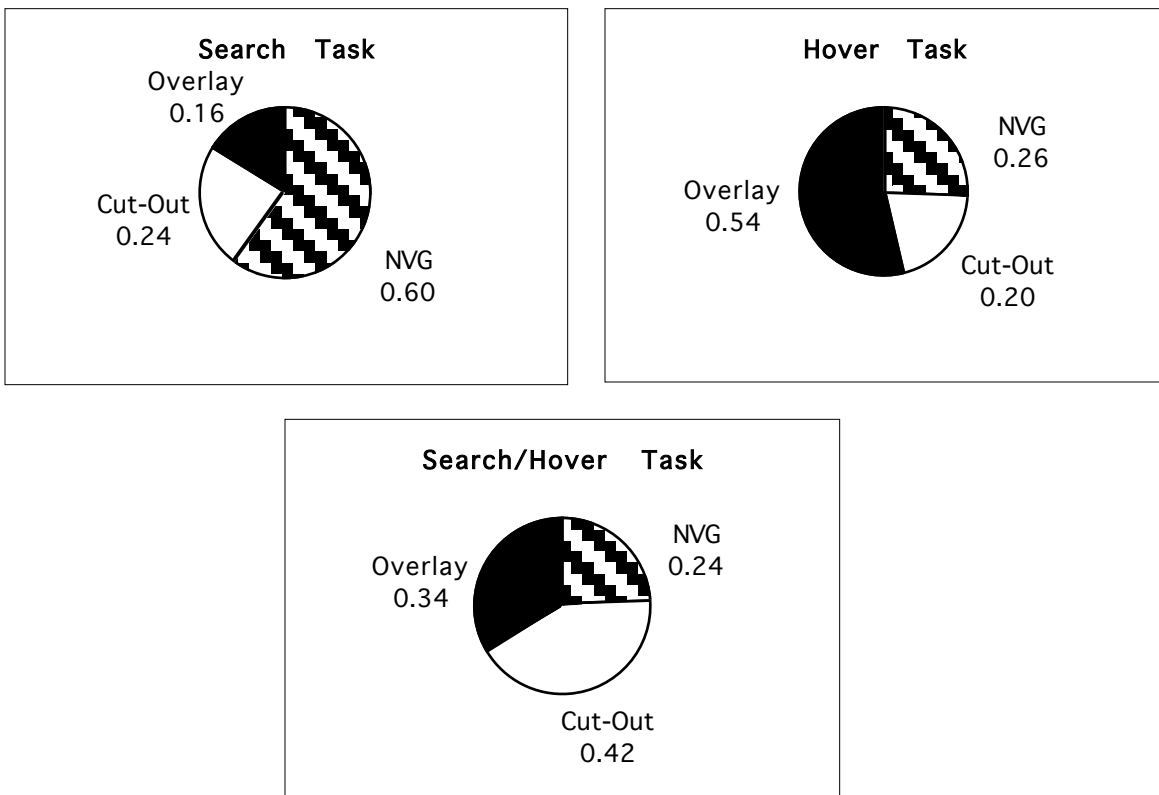 Search Task
Overlay
0.16
Cut-Out
0.24
NVG
0.60
Hover Task
NVG
0.26
Overlay
0.54
Cut-Out
0.20
Search/Hover Task
NVG
0.24
Overlay
0.34
Cut-Out
0.42